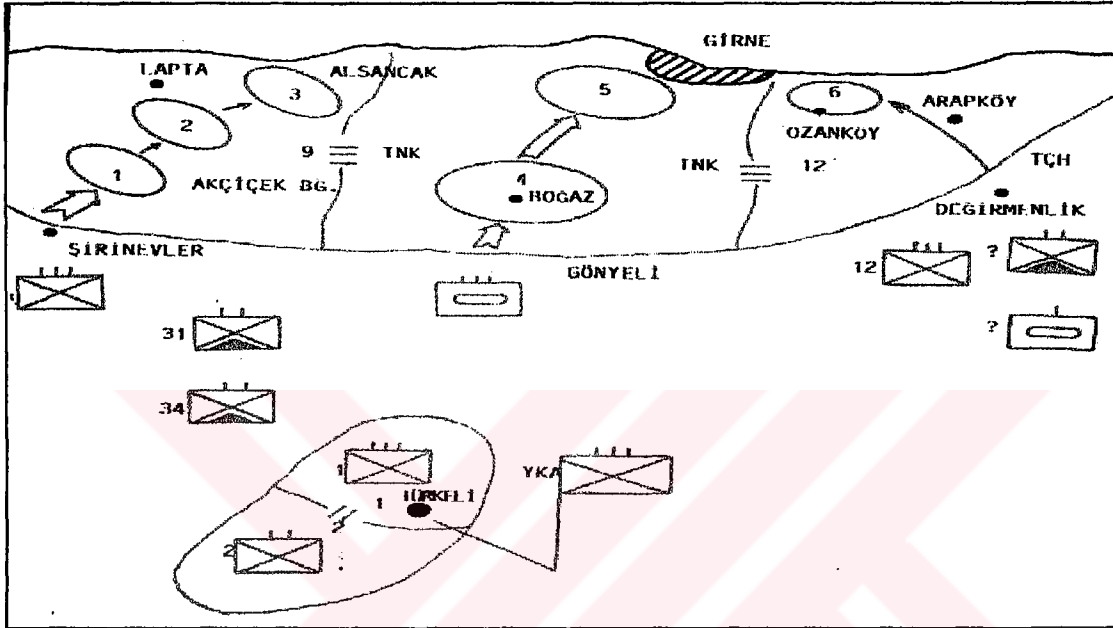 GİRNE
LAPTA
ALSANCAK
3
5
6
ARAPKÖY
2
OZANKÖY
9 TNK
TNK 12
1
AKÇİÇEK BG.
4
BOĞAZ
TÇH
DEĞİRMENLİK
ŞİRİNEVLER
GÖNYELİ
12
?
31
?
34
1
YKA
1
TÜRKELİ
2